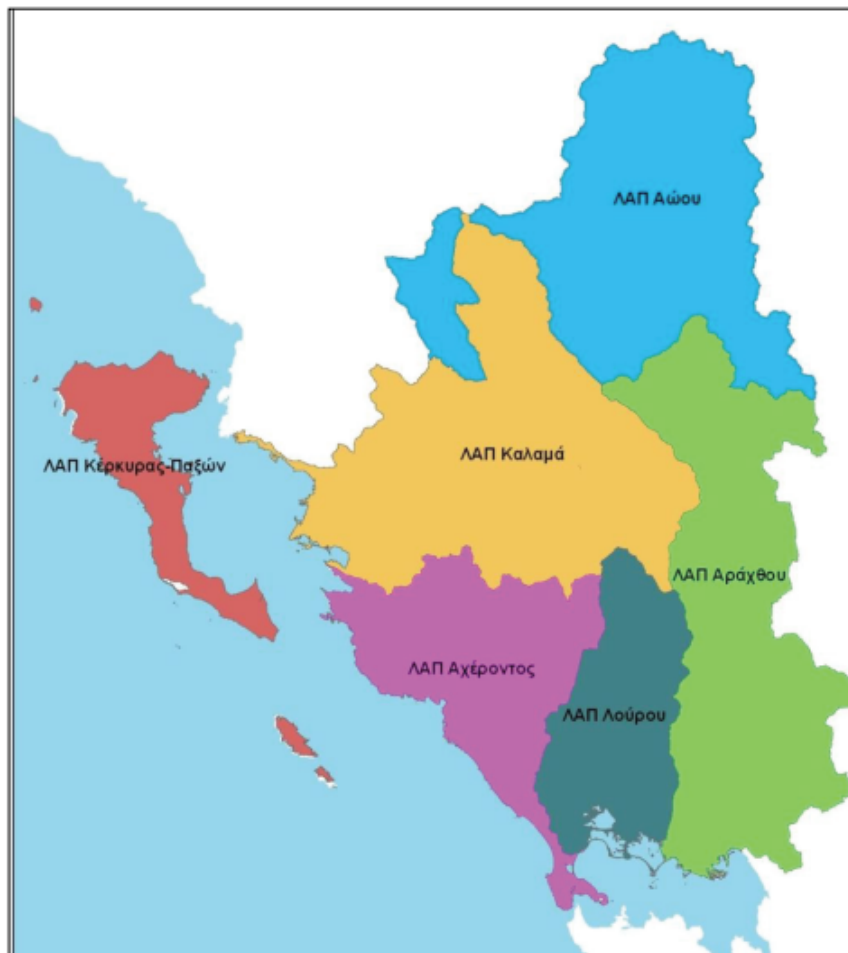 ΛΑΠ Αώου
ΛΑΠ Καλαμά
ΛΑΠ Κέρκυρας-Παξών
ΛΑΠ Αράχθου
ΛΑΠ Αχέροντος
ΛΑΠ Λούρου